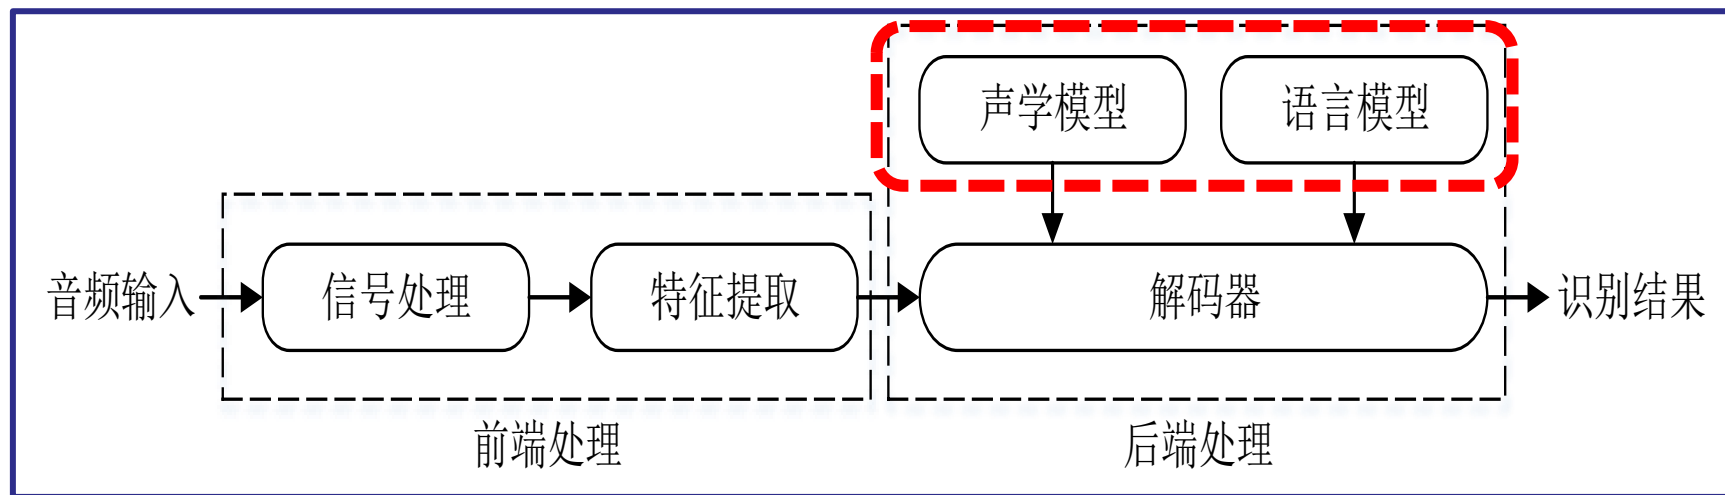 声学模型
语言模型
音频输入
信号处理
特征提取
解码器
识别结果
前端处理
后端处理